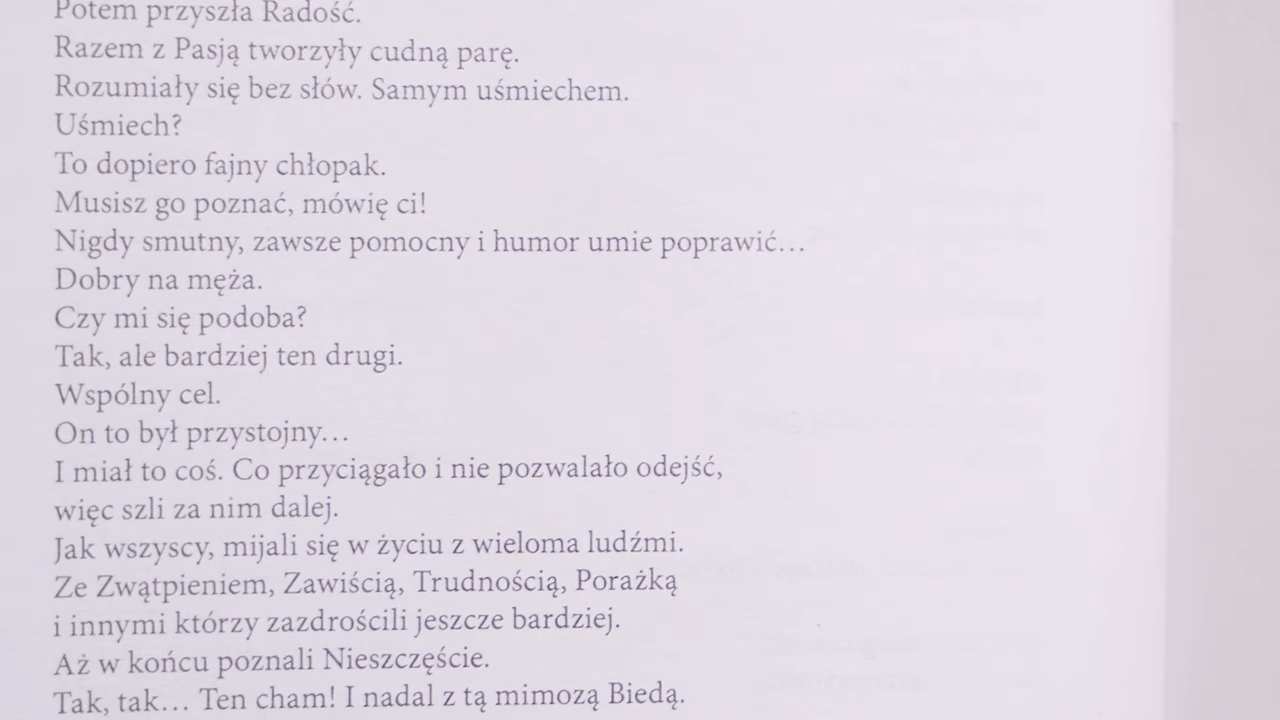 Potem przyszła Radość.
Razem z Pasją tworzyły cudną parę.
Rozumiały się bez słów. Samym uśmiechem.
Uśmiech?
To dopiero fajny chłopak.
Musisz go poznać, mówię ci!
Nigdy smutny, zawsze pomocny i humor umie poprawić…
Dobry na męża.
Czy mi się podoba?
Tak, ale bardziej ten drugi.
Wspólny cel.
On to był przystojny…
I miał to coś. Co przyciągało i nie pozwalało odejść,
więc szli za nim dalej.
Jak wszyscy, mijali się w życiu z wieloma ludźmi.
Ze Zwątpieniem, Zawiścią, Trudnością, Porażką
i innymi którzy zazdrościli jeszcze bardziej.
Aż w końcu poznali Nieszczęście.
Tak, tak… Ten cham! I nadal z tą mimozą Biedą.